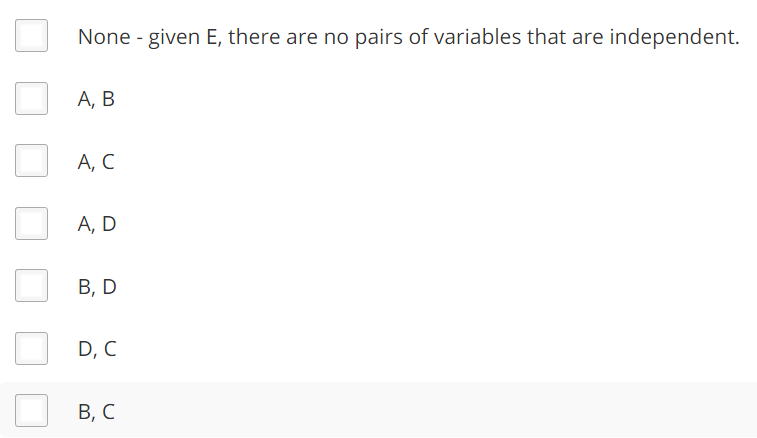 None - given E, there are no pairs of variables that are independent.
A, B
A, C
A, D
B, D
D, C
B, C